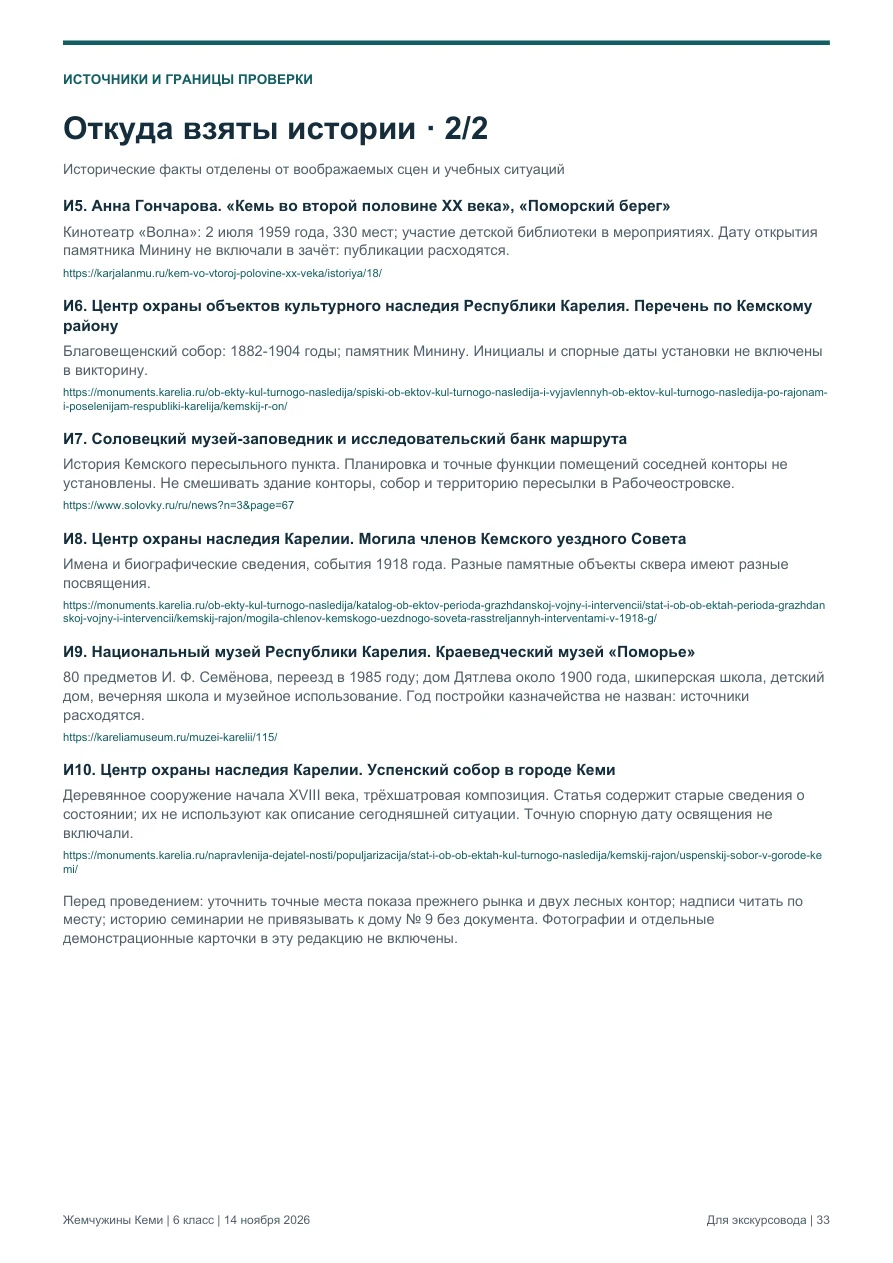 ИСТОЧНИКИ И ГРАНИЦЫ ПРОВЕРКИ
Откуда взяты истории · 2/2
Исторические факты отделены от воображаемых сцен и учебных ситуаций
И5. Анна Гончарова. «Кемь во второй половине XX века», «Поморский берег»
Кинотеатр «Волна»: 2 июля 1959 года, 330 мест; участие детской библиотеки в мероприятиях. Дату открытия
памятника Минину не включали в зачёт: публикации расходятся.
https://karjalanmu.ru/kem-vo-vtoroj-polovine-xx-veka/istoriya/18/
И6. Центр охраны объектов культурного наследия Республики Карелия. Перечень по Кемскому
району
Благовещенский собор: 1882-1904 годы; памятник Минину. Инициалы и спорные даты установки не включены
в викторину.
https://monuments.karelia.ru/ob-ekty-kul-turnogo-nasledija/spiski-ob-ektov-kul-turnogo-nasledija-i-vyjavlennyh-ob-ektov-kul-turnogo-nasledija-po-rajonam-
i-poselenijam-respubliki-karelija/kemskij-r-on/
И7. Соловецкий музей-заповедник и исследовательский банк маршрута
История Кемского пересыльного пункта. Планировка и точные функции помещений соседней конторы не
установлены. Не смешивать здание конторы, собор и территорию пересылки в Рабочеостровске.
https://www.solovky.ru/ru/news?n=3&page=67
И8. Центр охраны наследия Карелии. Могила членов Кемского уездного Совета
Имена и биографические сведения, события 1918 года. Разные памятные объекты сквера имеют разные
посвящения.
https://monuments.karelia.ru/ob-ekty-kul-turnogo-nasledija/katalog-ob-ektov-perioda-grazhdanskoj-vojny-i-intervencii/stat-i-ob-ob-ektah-perioda-grazhdan
skoj-vojny-i-intervencii/kemskij-rajon/mogila-chlenov-kemskogo-uezdnogo-soveta-rasstreljannyh-interventami-v-1918-g/
И9. Национальный музей Республики Карелия. Краеведческий музей «Поморье»
80 предметов И. Ф. Семёнова, переезд в 1985 году; дом Дятлева около 1900 года, шкиперская школа, детский
дом, вечерняя школа и музейное использование. Год постройки казначейства не назван: источники
расходятся.
https://kareliamuseum.ru/muzei-karelii/115/
И10. Центр охраны наследия Карелии. Успенский собор в городе Кеми
Деревянное сооружение начала XVIII века, трёхшатровая композиция. Статья содержит старые сведения о
состоянии; их не используют как описание сегодняшней ситуации. Точную спорную дату освящения не
включали.
https://monuments.karelia.ru/napravlenija-dejatel-nosti/populjarizacija/stat-i-ob-ob-ektah-kul-turnogo-nasledija/kemskij-rajon/uspenskij-sobor-v-gorode-ke
mi/
Перед проведением: уточнить точные места показа прежнего рынка и двух лесных контор; надписи читать по
месту; историю семинарии не привязывать к дому № 9 без документа. Фотографии и отдельные
демонстрационные карточки в эту редакцию не включены.
Жемчужины Кеми | 6 класс | 14 ноября 2026
Для экскурсовода | 33